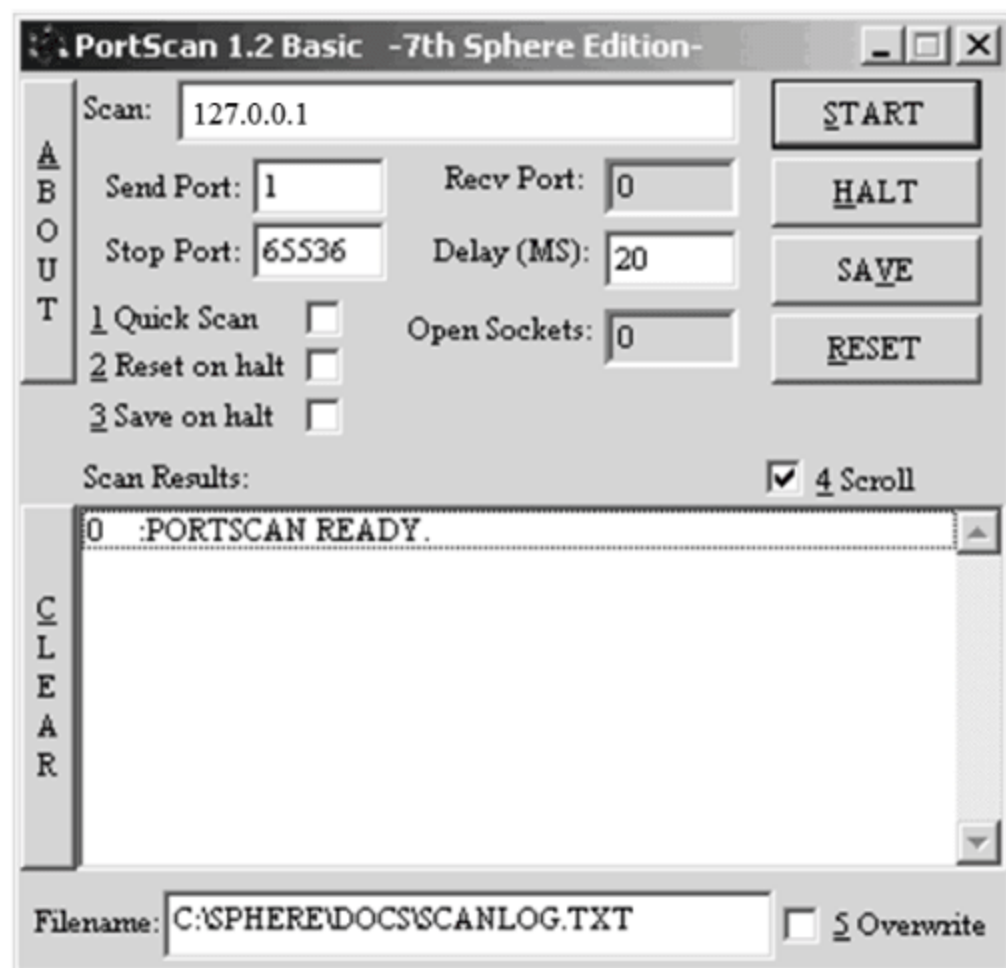 PortScan 1.2 Basic -7th Sphere Edition-
ABOUT
Scan: 127.0.0.1
START
Send Port: 1
Recv Port: 0
HALT
Stop Port: 65536
Delay (MS): 20
SAVE
1 Quick Scan
Open Sockets: 0
RESET
2 Reset on halt
3 Save on halt
Scan Results:
4 Scroll
0 :PORTSCAN READY.
CLEAR
Filename: C:\SPHERE\DOCS\SCANLOG.TXT
5 Overwrite